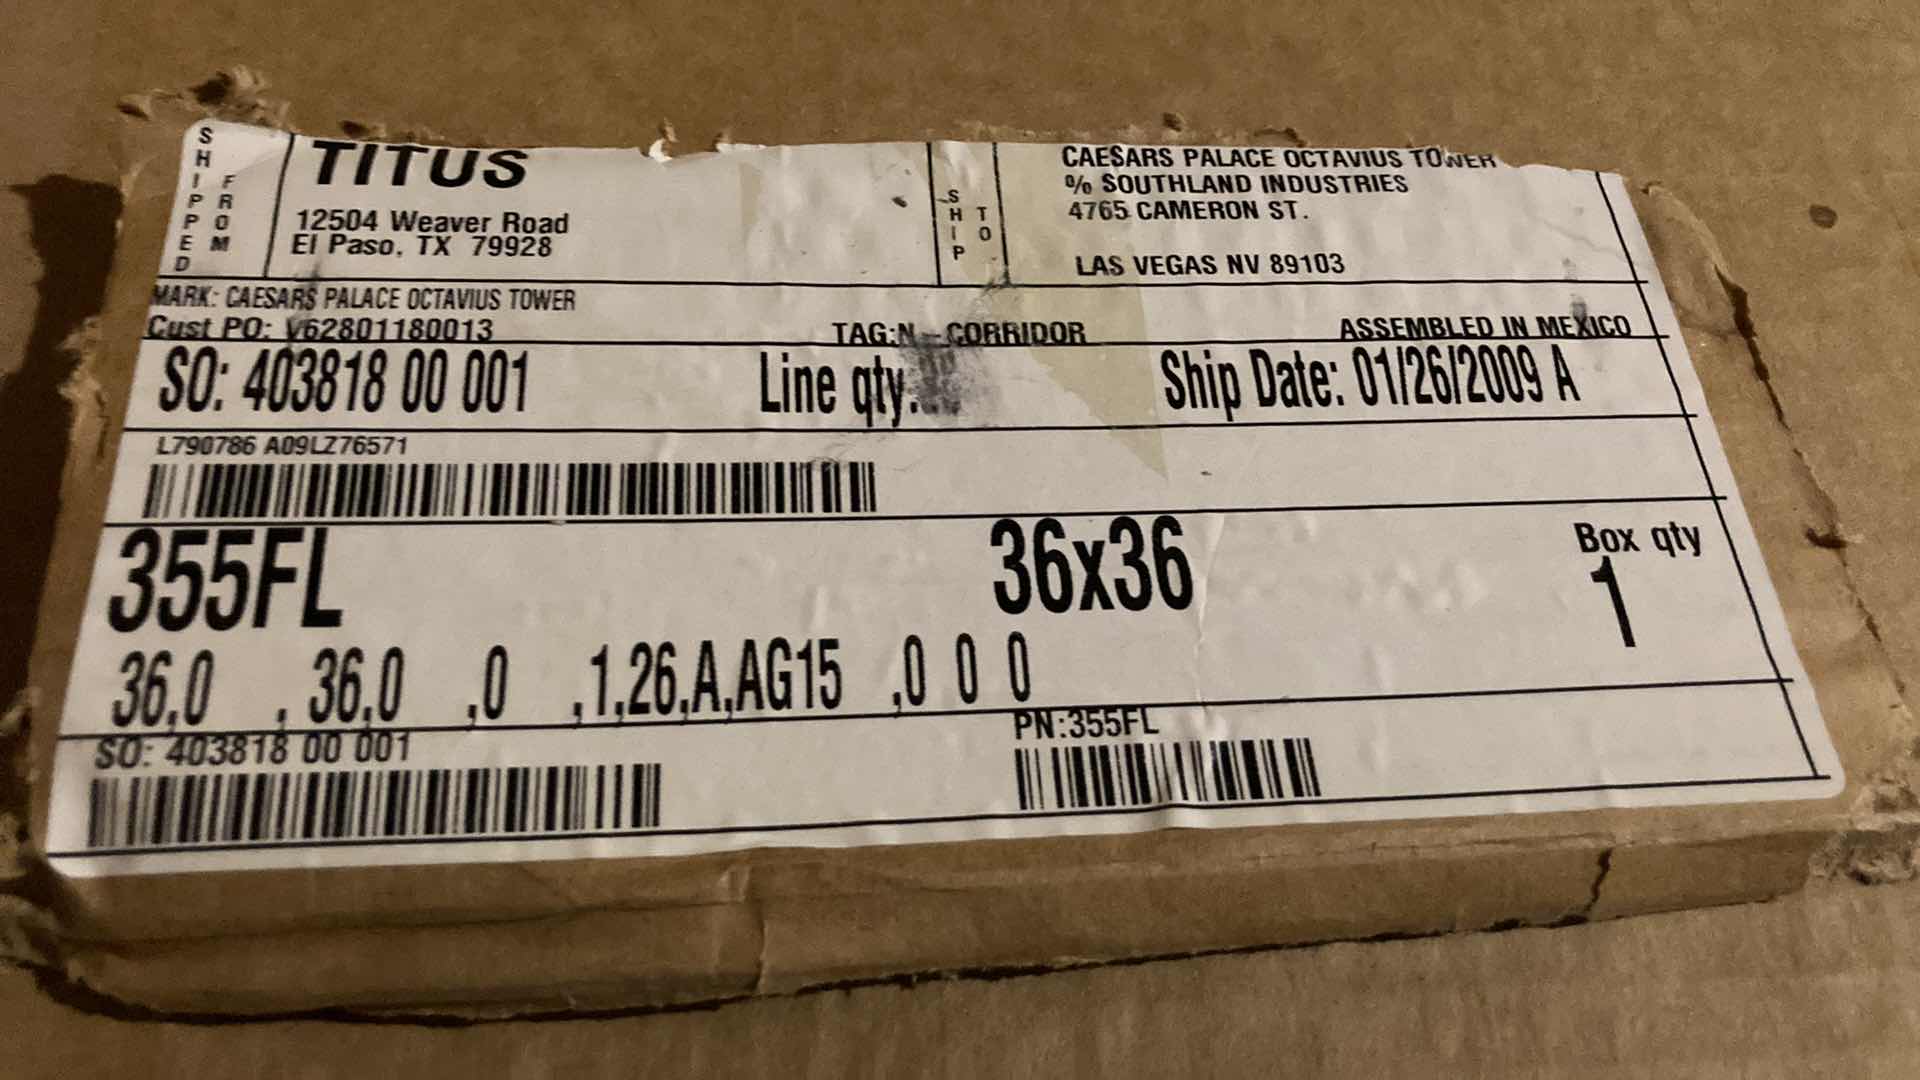 SHIPPED FROM
TITUS
12504 Weaver Road
El Paso, TX 79928
SHIP TO
CAESARS PALACE OCTAVIUS TOWER
% SOUTHLAND INDUSTRIES
4765 CAMERON ST.
LAS VEGAS NV 89103
MARK: CAESARS PALACE OCTAVIUS TOWER
Cust PO: V62801180013 TAG:N - CORRIDOR ASSEMBLED IN MEXICO
SO: 403818 00 001 Line qty: Ship Date: 01/26/2009 A
L790786 A09LZ76571
355FL 36x36 Box qty
1
36.0 , 36.0 ,0 ,1,26,A,AG15 ,0 0 0
SO: 403818 00 001 PN:355FL